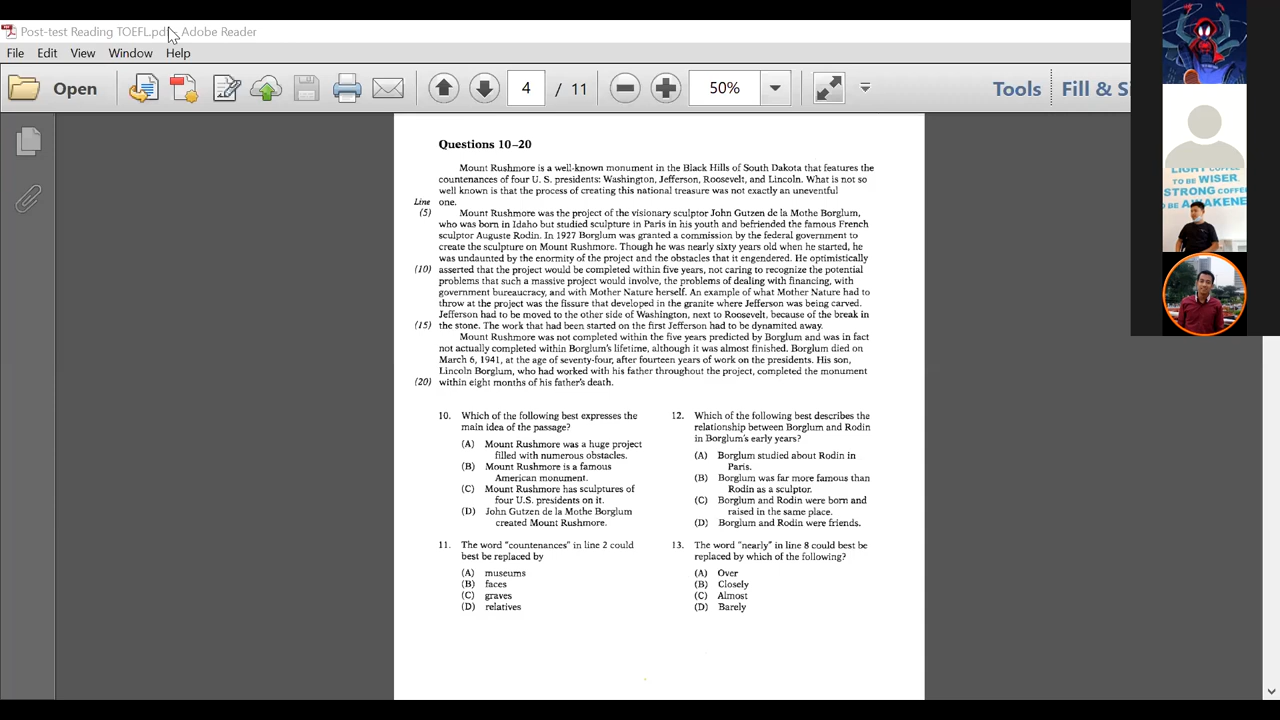 Post-test Reading TOEFL.pdf - Adobe Reader
File Edit View Window Help
Open
4 / 11
50%
Tools
Fill & Si
LIGHT COFFEE
TO BE WISER.
STRONG COFFE
TO BE AWAKENE
Questions 10–20
Mount Rushmore is a well-known monument in the Black Hills of South Dakota that features the
countenances of four U. S. presidents: Washington, Jefferson, Roosevelt, and Lincoln. What is not so
well known is that the process of creating this national treasure was not exactly an uneventful
Line one.
(5) Mount Rushmore was the project of the visionary sculptor John Gutzen de la Mothe Borglum,
who was born in Idaho but studied sculpture in Paris in his youth and befriended the famous French
sculptor Auguste Rodin. In 1927 Borglum was granted a commission by the federal government to
create the sculpture on Mount Rushmore. Though he was nearly sixty years old when he started, he
was undaunted by the enormity of the project and the obstacles that it engendered. He optimistically
(10) asserted that the project would be completed within five years, not caring to recognize the potential
problems that such a massive project would involve, the problems of dealing with financing, with
government bureaucracy, and with Mother Nature herself. An example of what Mother Nature had to
throw at the project was the fissure that developed in the granite where Jefferson was being carved.
Jefferson had to be moved to the other side of Washington, next to Roosevelt, because of the break in
(15) the stone. The work that had been started on the first Jefferson had to be dynamited away.
Mount Rushmore was not completed within the five years predicted by Borglum and was in fact
not actually completed within Borglum's lifetime, although it was almost finished. Borglum died on
March 6, 1941, at the age of seventy-four, after fourteen years of work on the presidents. His son,
Lincoln Borglum, who had worked with his father throughout the project, completed the monument
(20) within eight months of his father's death.
10. Which of the following best expresses the
main idea of the passage?
(A) Mount Rushmore was a huge project
filled with numerous obstacles.
(B) Mount Rushmore is a famous
American monument.
(C) Mount Rushmore has sculptures of
four U.S. presidents on it.
(D) John Gutzen de la Mothe Borglum
created Mount Rushmore.
11. The word "countenances" in line 2 could
best be replaced by
(A) museums
(B) faces
(C) graves
(D) relatives
12. Which of the following best describes the
relationship between Borglum and Rodin
in Borglum's early years?
(A) Borglum studied about Rodin in
Paris.
(B) Borglum was far more famous than
Rodin as a sculptor.
(C) Borglum and Rodin were born and
raised in the same place.
(D) Borglum and Rodin were friends.
13. The word "nearly" in line 8 could best be
replaced by which of the following?
(A) Over
(B) Closely
(C) Almost
(D) Barely